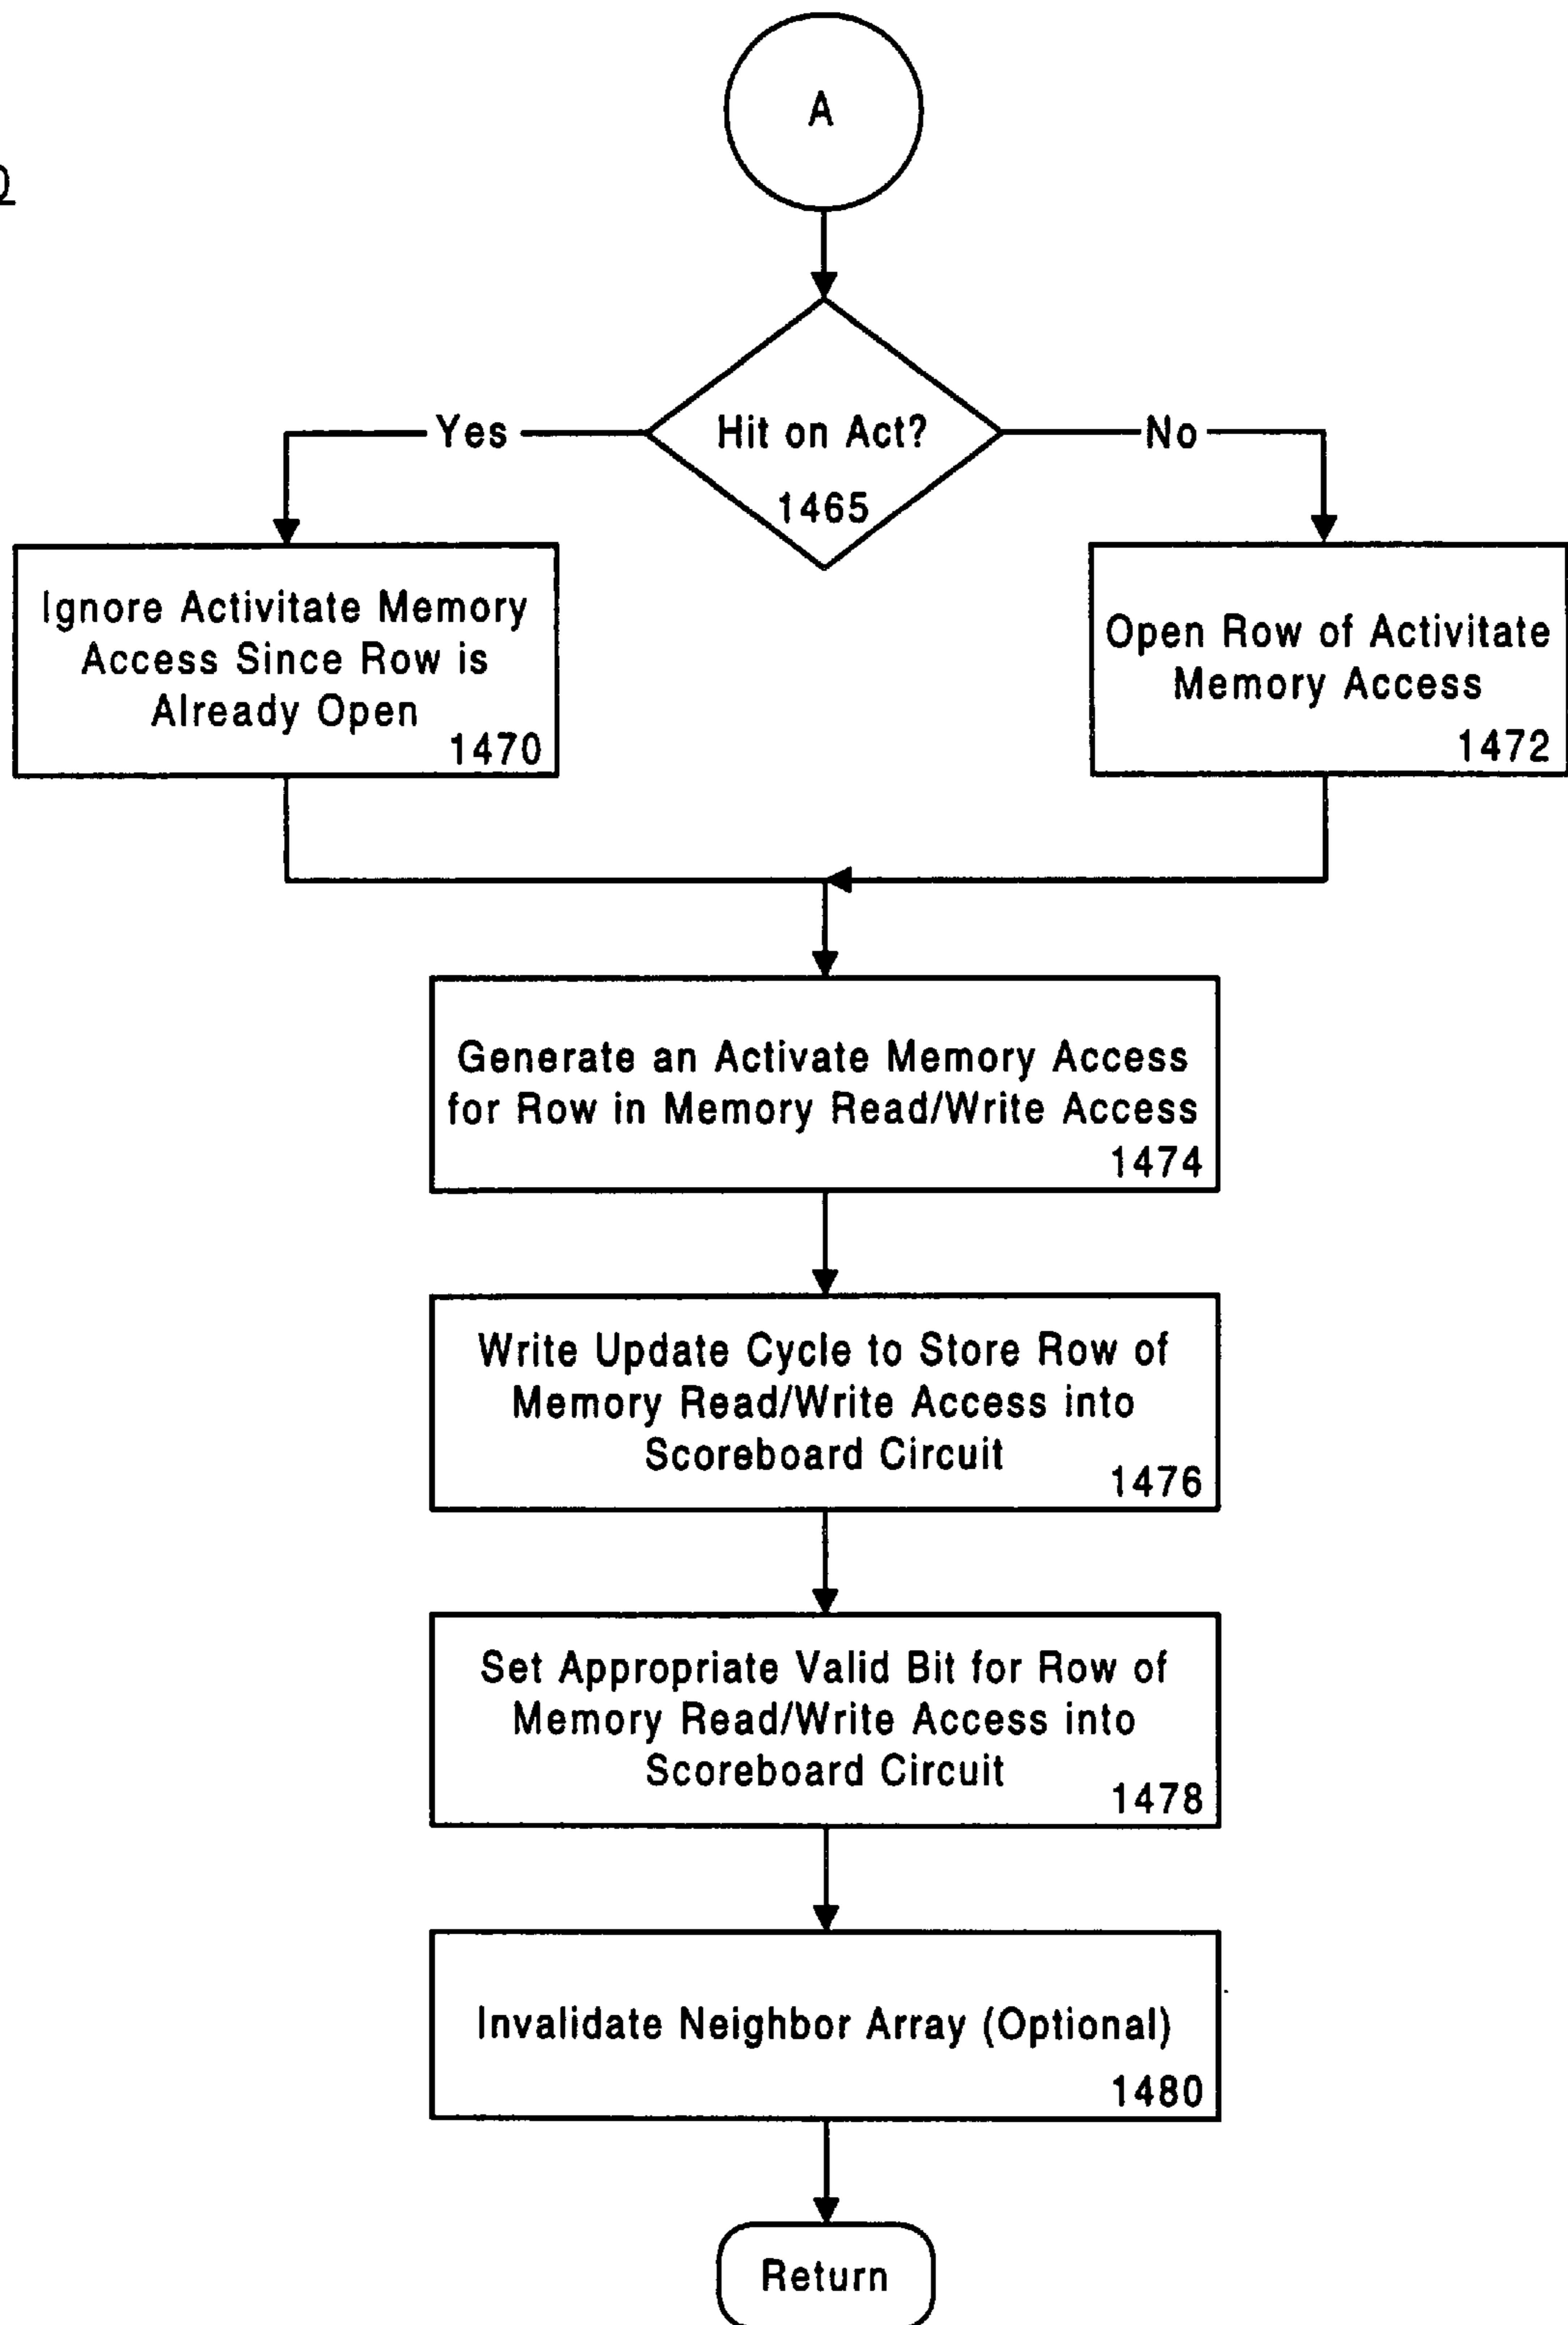 A
Hit on Act?
1465
Yes
No
Ignore Activitate Memory
Access Since Row is
Already Open
1470
Open Row of Activitate
Memory Access
1472
Generate an Activate Memory Access
for Row in Memory Read/Write Access
1474
Write Update Cycle to Store Row of
Memory Read/Write Access into
Scoreboard Circuit
1476
Set Appropriate Valid Bit for Row of
Memory Read/Write Access into
Scoreboard Circuit
1478
Invalidate Neighbor Array (Optional)
1480
Return